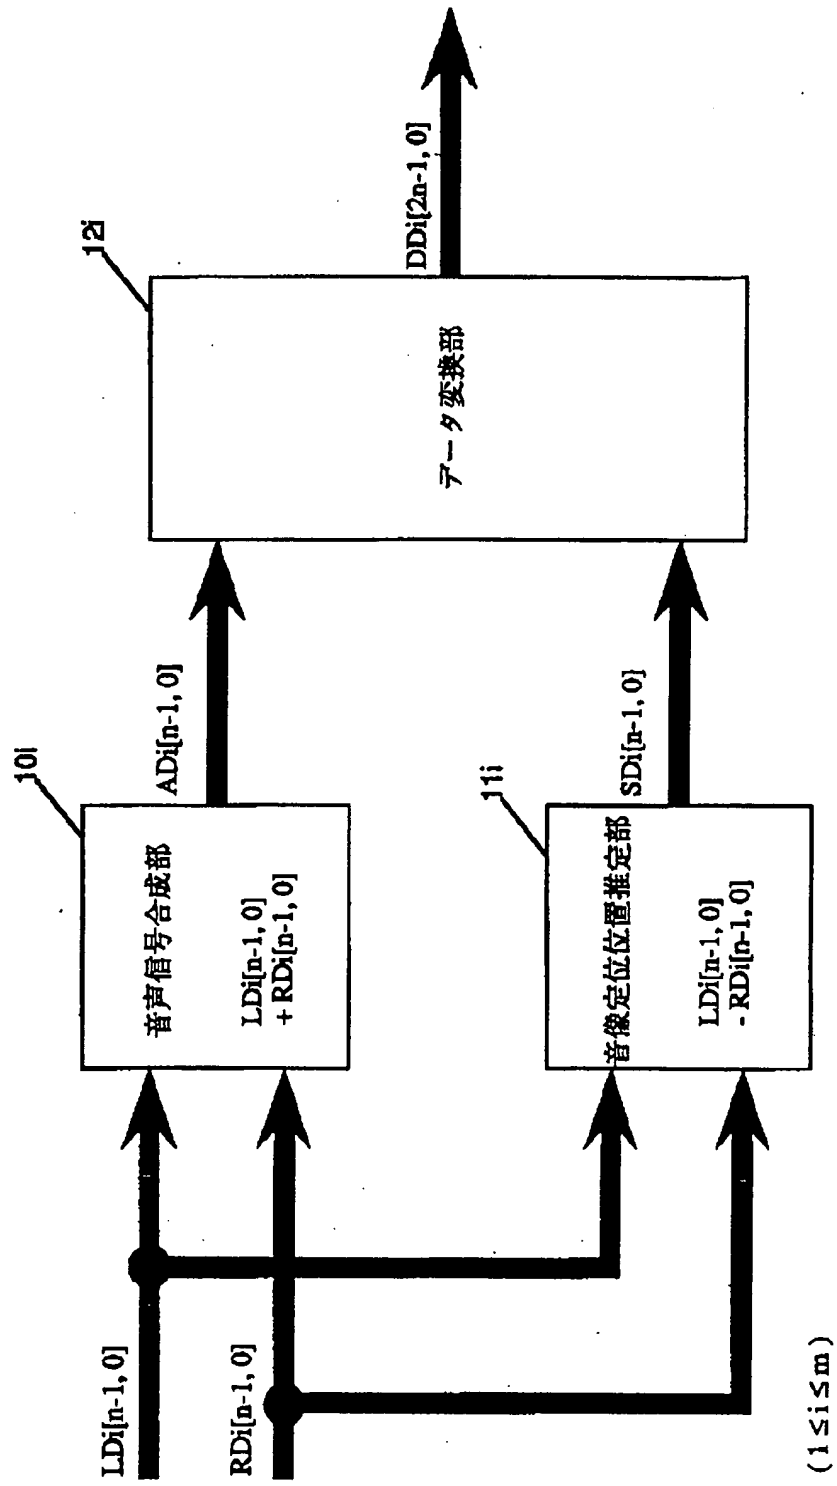 LDi[n-1, 0]
RDi[n-1, 0]
10i
音声信号合成部
LDi[n-1, 0]
+ RDi[n-1, 0]
ADi[n-1, 0]
11i
音像定位位置推定部
LDi[n-1, 0]
- RDi[n-1, 0]
SDi[n-1, 0}
12i
データ変換部
DDi[2n-1, 0]
(1≤i≤m)